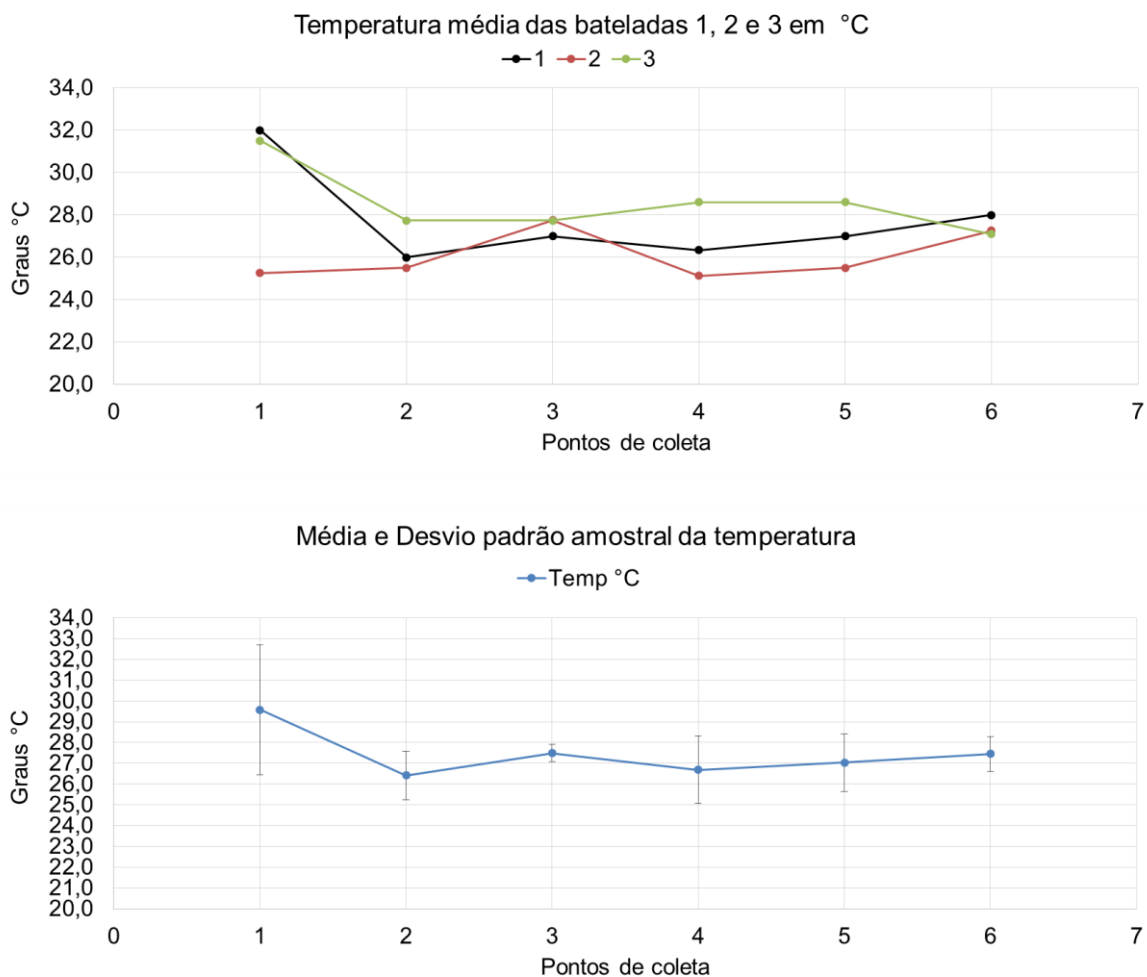 Temperatura média das bateladas 1, 2 e 3 em °C
1 2 3
34,0
32,0
30,0
28,0
26,0
24,0
22,0
20,0
Graus °C
0 1 2 3 4 5 6 7
Pontos de coleta
Média e Desvio padrão amostral da temperatura
Temp °C
34,0
33,0
32,0
31,0
30,0
29,0
28,0
27,0
26,0
25,0
24,0
23,0
22,0
21,0
20,0
Graus °C
0 1 2 3 4 5 6 7
Pontos de coleta